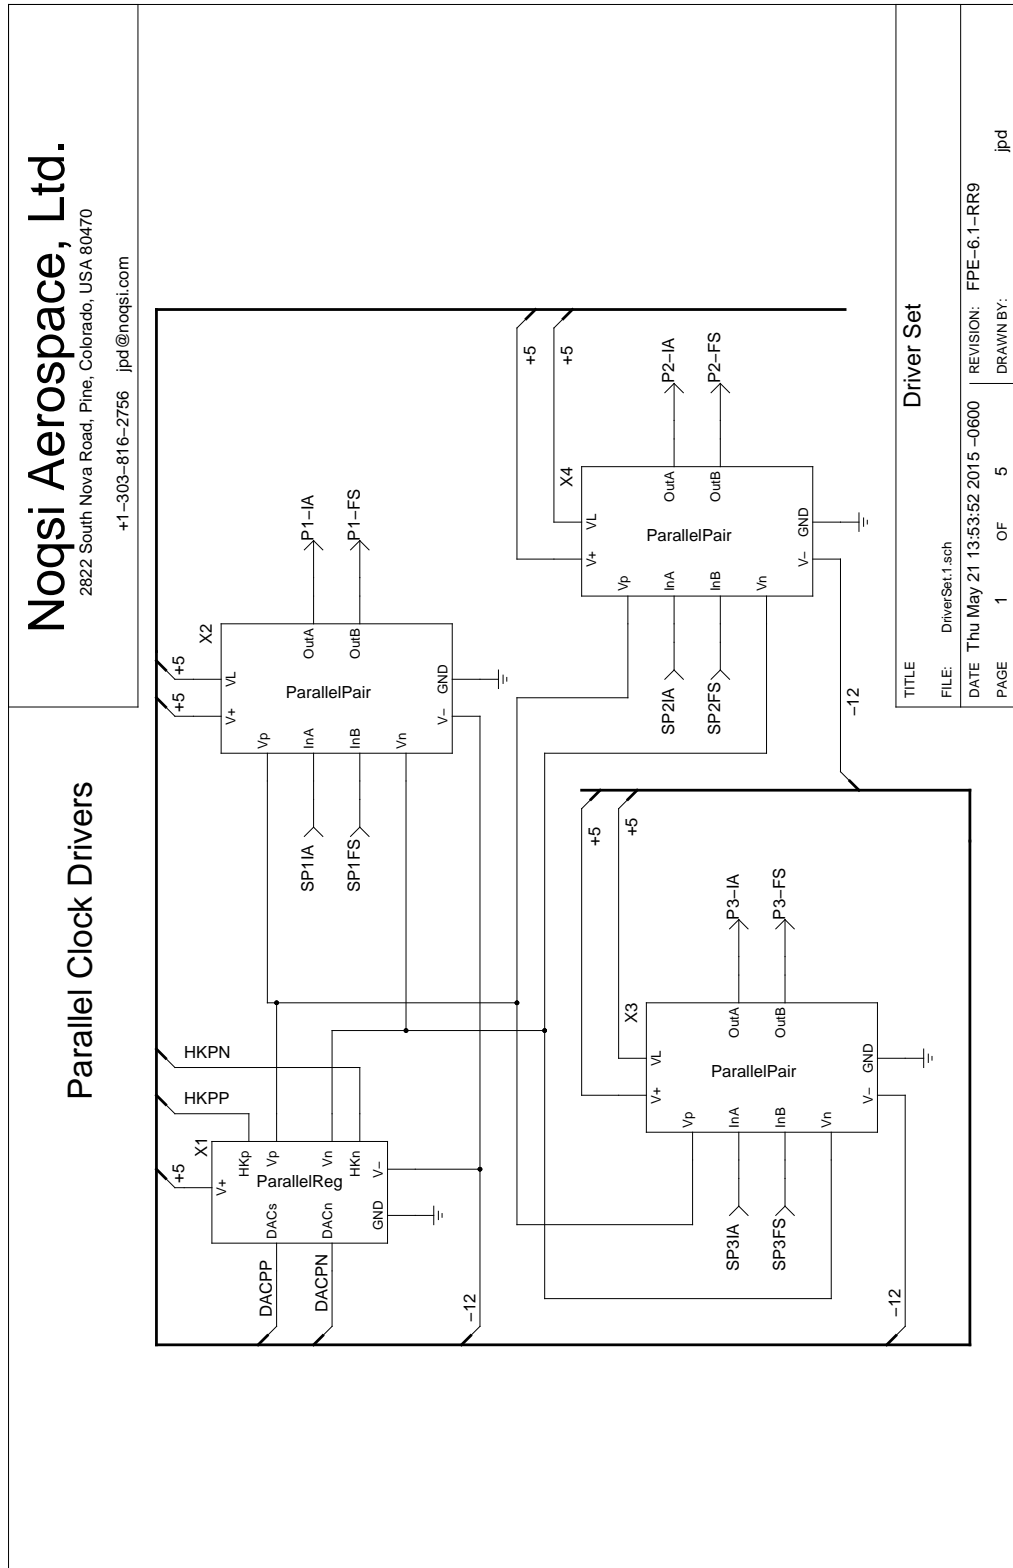 Noqsi Aerospace, Ltd.
2822 South Nova Road, Pine, Colorado, USA 80470
+1−303−816−2756 jpd@noqsi.com
Parallel Clock Drivers
+5
HKPP
HKPN
+5
+5
X1
V+
HKp
Vp
Vn
HKn
DACs
DACn
ParallelReg
GND
V−
DACPP
DACPN
−12
X2
V+
VL
Vp
InA
InB
Vn
ParallelPair
OutA
OutB
V−
GND
SP1IA
SP1FS
P1−IA
P1−FS
+5
+5
X3
V+
VL
Vp
InA
InB
Vn
ParallelPair
OutA
OutB
V−
GND
SP3IA
SP3FS
P3−IA
P3−FS
−12
+5
+5
X4
V+
VL
Vp
InA
InB
Vn
ParallelPair
OutA
OutB
V−
GND
SP2IA
SP2FS
P2−IA
P2−FS
−12
TITLE
Driver Set
FILE: DriverSet.1.sch
DATE Thu May 21 13:53:52 2015 −0600
REVISION: FPE−6.1−RR9
PAGE 1 OF 5
DRAWN BY: jpd